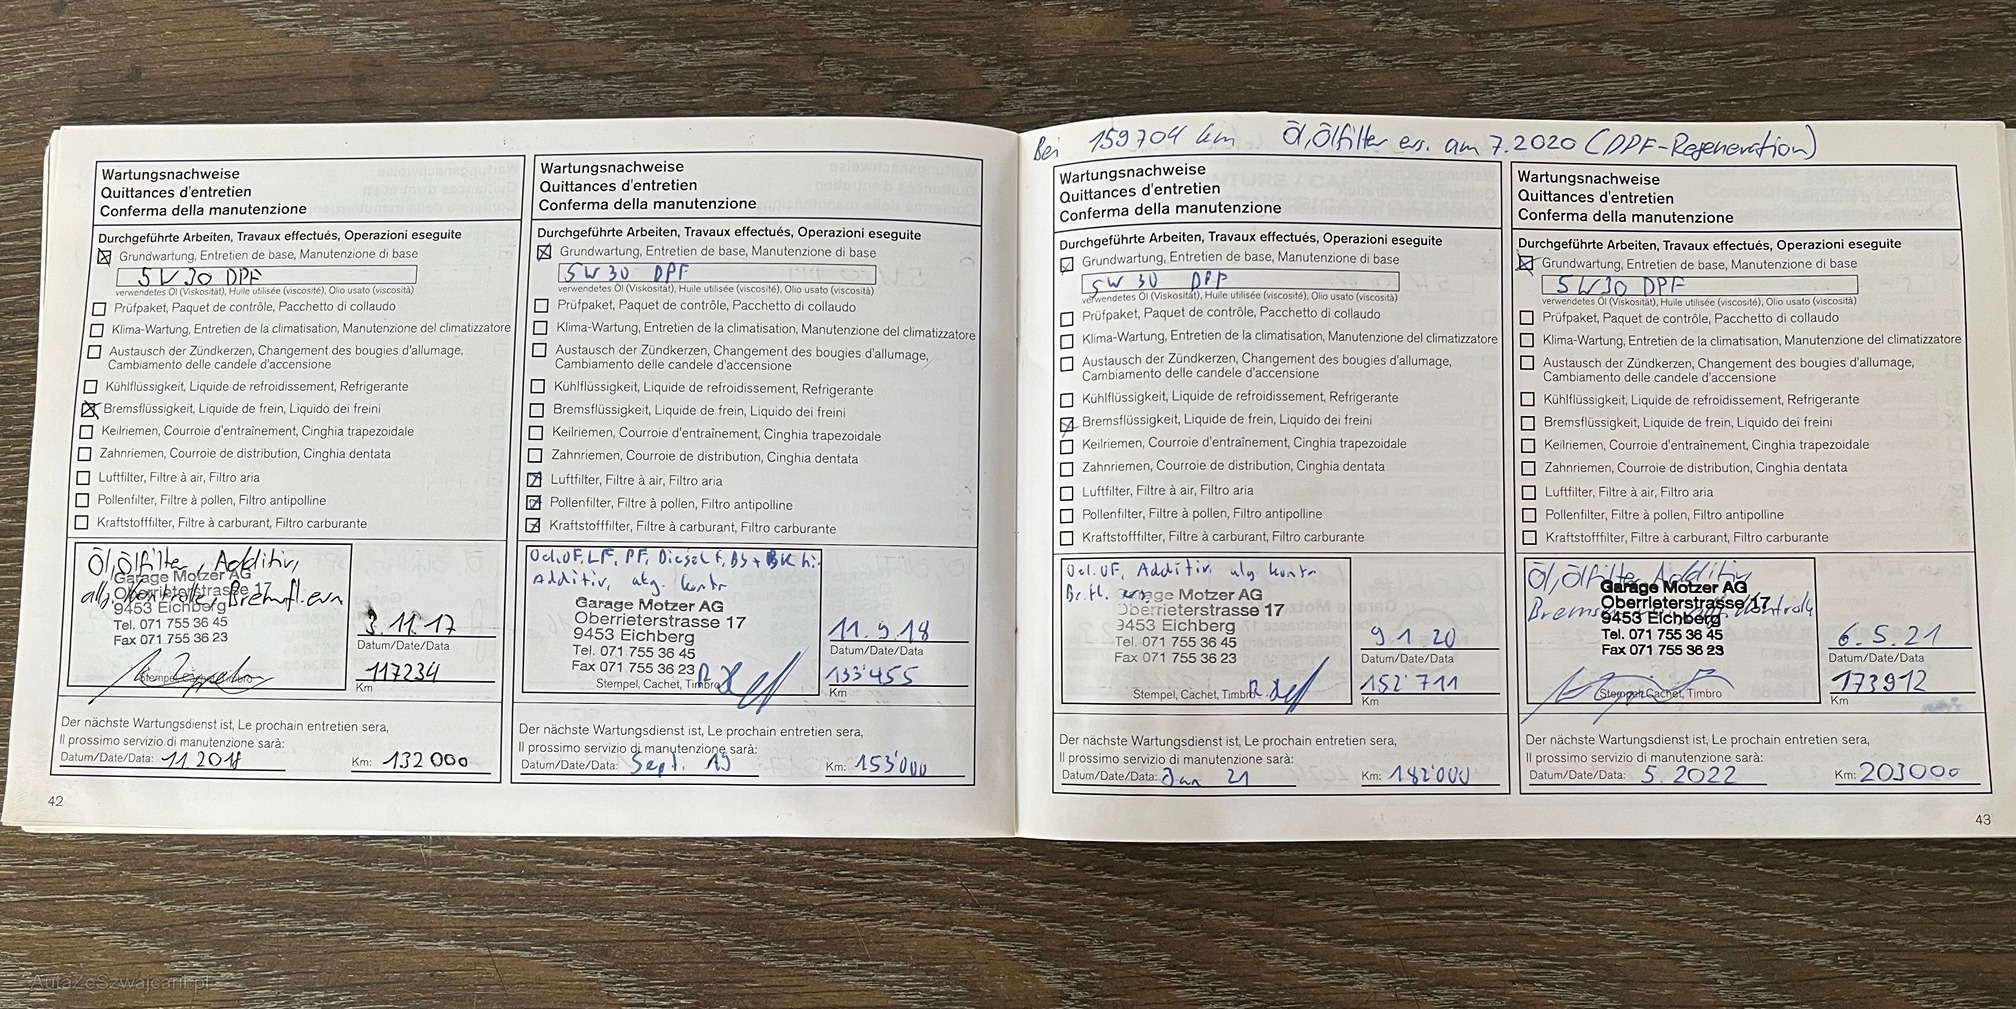 Wartungsnachweise
Quittances d'entretien
Conferma della manutenzione
Durchgeführte Arbeiten, Travaux effectués, Operazioni eseguite
Grundwartung, Entretien de base, Manutenzione di base
5W30 DPF
verwendetes Öl (Viskosität), Huile utilisée (viscosité), Olio usato (viscosità)
Prüfpaket, Paquet de contrôle, Pacchetto di collaudo
Klima-Wartung, Entretien de la climatisation, Manutenzione del climatizzatore
Austausch der Zündkerzen, Changement des bougies d'allumage,
Cambiamento delle candele d'accensione
Kühlflüssigkeit, Liquide de refroidissement, Refrigerante
Bremsflüssigkeit, Liquide de frein, Liquido dei freini
Keilriemen, Courroie d'entraînement, Cinghia trapezoidale
Zahnriemen, Courroie de distribution, Cinghia dentata
Luftfilter, Filtre à air, Filtro aria
Pollenfilter, Filtre à pollen, Filtro antipolline
Kraftstofffilter, Filtre à carburant, Filtro carburante
Öl, Ölfilter, Additiv,
Garage Motzer AG
allg. Kontrolle, Bremsfl. ern
Oberrieterstrasse 17
9453 Eichberg
Tel. 071 755 36 45
Fax 071 755 36 23
Stempel, Cachet, Timbro
3.11.17
Datum/Date/Data
117234
Km
Der nächste Wartungsdienst ist, Le prochain entretien sera,
Il prossimo servizio di manutenzione sarà:
Datum/Date/Data: 11.2018 Km: 132000
42
Wartungsnachweise
Quittances d'entretien
Conferma della manutenzione
Durchgeführte Arbeiten, Travaux effectués, Operazioni eseguite
Grundwartung, Entretien de base, Manutenzione di base
5W30 DPF
verwendetes Öl (Viskosität), Huile utilisée (viscosité), Olio usato (viscosità)
Prüfpaket, Paquet de contrôle, Pacchetto di collaudo
Klima-Wartung, Entretien de la climatisation, Manutenzione del climatizzatore
Austausch der Zündkerzen, Changement des bougies d'allumage,
Cambiamento delle candele d'accensione
Kühlflüssigkeit, Liquide de refroidissement, Refrigerante
Bremsflüssigkeit, Liquide de frein, Liquido dei freini
Keilriemen, Courroie d'entraînement, Cinghia trapezoidale
Zahnriemen, Courroie de distribution, Cinghia dentata
Luftfilter, Filtre à air, Filtro aria
Pollenfilter, Filtre à pollen, Filtro antipolline
Kraftstofffilter, Filtre à carburant, Filtro carburante
Oel, OF, LF, PF, Diesel f, BS + BK hi.
Additiv, alg. kontr
Garage Motzer AG
Oberrieterstrasse 17
9453 Eichberg
Tel. 071 755 36 45
Fax 071 755 36 23
Stempel, Cachet, Timbro
11.9.18
Datum/Date/Data
133'455
Km
Der nächste Wartungsdienst ist, Le prochain entretien sera,
Il prossimo servizio di manutenzione sarà:
Datum/Date/Data: Sept. 19 Km: 153'000
Bei 159704 km Öl, Ölfilter ers. am 7.2020 (DPF-Regeneration)
Wartungsnachweise
Quittances d'entretien
Conferma della manutenzione
Durchgeführte Arbeiten, Travaux effectués, Operazioni eseguite
Grundwartung, Entretien de base, Manutenzione di base
5W30 DPF
verwendetes Öl (Viskosität), Huile utilisée (viscosité), Olio usato (viscosità)
Prüfpaket, Paquet de contrôle, Pacchetto di collaudo
Klima-Wartung, Entretien de la climatisation, Manutenzione del climatizzatore
Austausch der Zündkerzen, Changement des bougies d'allumage,
Cambiamento delle candele d'accensione
Kühlflüssigkeit, Liquide de refroidissement, Refrigerante
Bremsflüssigkeit, Liquide de frein, Liquido dei freini
Keilriemen, Courroie d'entraînement, Cinghia trapezoidale
Zahnriemen, Courroie de distribution, Cinghia dentata
Luftfilter, Filtre à air, Filtro aria
Pollenfilter, Filtre à pollen, Filtro antipolline
Kraftstofffilter, Filtre à carburant, Filtro carburante
Oel, OF, Additiv, alg. kontr
Br. fl.
Garage Motzer AG
Oberrieterstrasse 17
9453 Eichberg
Tel. 071 755 36 45
Fax 071 755 36 23
Stempel, Cachet, Timbro
9.1.20
Datum/Date/Data
152'711
Km
Der nächste Wartungsdienst ist, Le prochain entretien sera,
Il prossimo servizio di manutenzione sarà:
Datum/Date/Data: Jan 21 Km: 182'000
Wartungsnachweise
Quittances d'entretien
Conferma della manutenzione
Durchgeführte Arbeiten, Travaux effectués, Operazioni eseguite
Grundwartung, Entretien de base, Manutenzione di base
5W30 DPF
verwendetes Öl (Viskosität), Huile utilisée (viscosité), Olio usato (viscosità)
Prüfpaket, Paquet de contrôle, Pacchetto di collaudo
Klima-Wartung, Entretien de la climatisation, Manutenzione del climatizzatore
Austausch der Zündkerzen, Changement des bougies d'allumage,
Cambiamento delle candele d'accensione
Kühlflüssigkeit, Liquide de refroidissement, Refrigerante
Bremsflüssigkeit, Liquide de frein, Liquido dei freini
Keilriemen, Courroie d'entraînement, Cinghia trapezoidale
Zahnriemen, Courroie de distribution, Cinghia dentata
Luftfilter, Filtre à air, Filtro aria
Pollenfilter, Filtre à pollen, Filtro antipolline
Kraftstofffilter, Filtre à carburant, Filtro carburante
Öl, Ölfilter, Additiv
Garage Motzer AG
Oberrieterstrasse 17
9453 Eichberg
Tel. 071 755 36 45
Fax 071 755 36 23
Stempel, Cachet, Timbro
6.5.21
Datum/Date/Data
173912
Km
Der nächste Wartungsdienst ist, Le prochain entretien sera,
Il prossimo servizio di manutenzione sarà:
Datum/Date/Data: 5.2022 Km: 203000
43
AutaZeSzwajcarii.pl